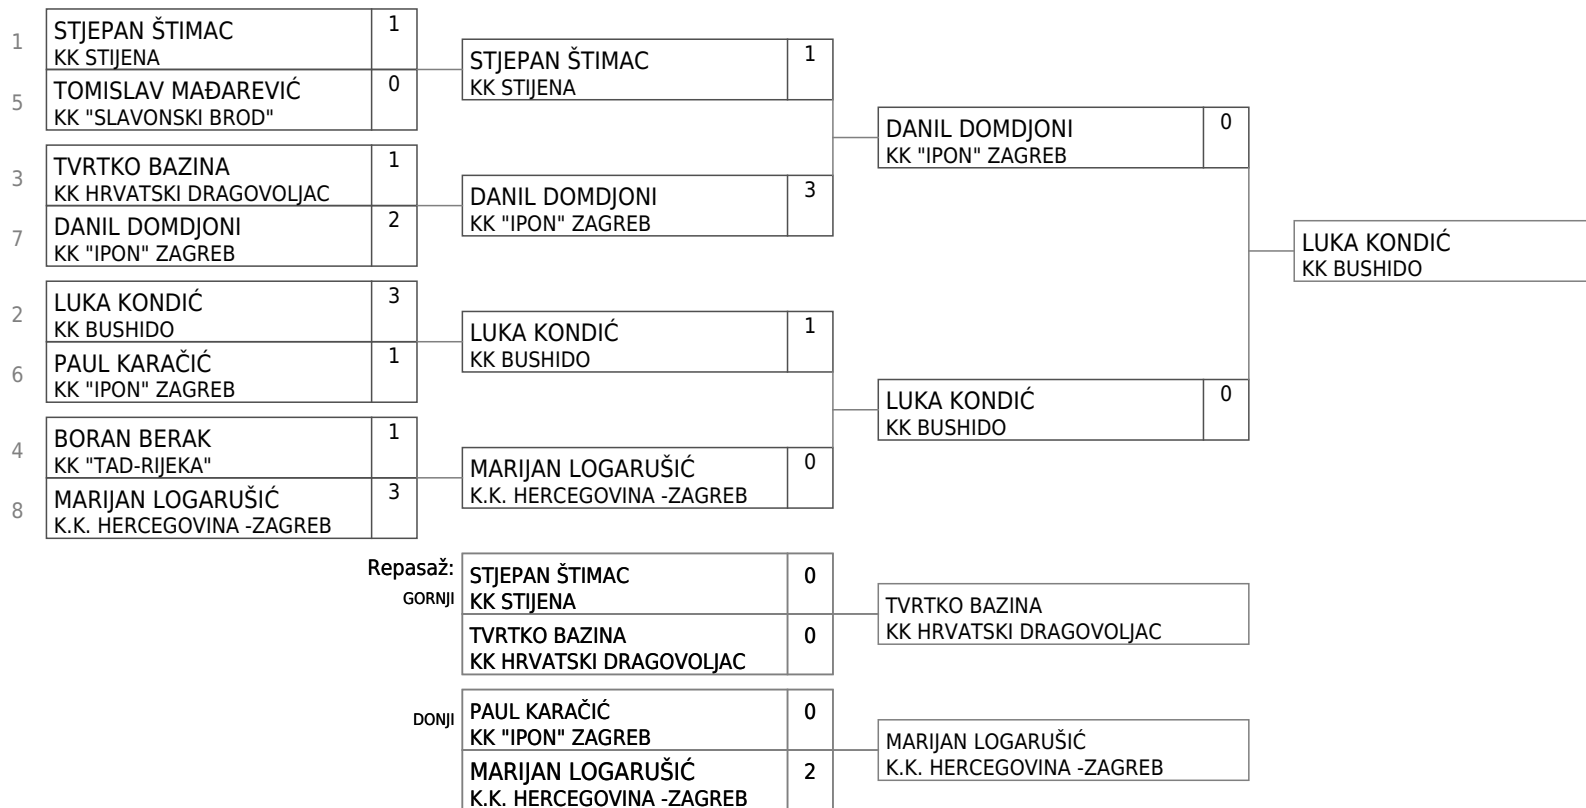 1
STJEPAN ŠTIMAC
KK STIJENA
1
5
TOMISLAV MAĐAREVIĆ
KK "SLAVONSKI BROD"
0
3
TVRTKO BAZINA
KK HRVATSKI DRAGOVOLJAC
1
7
DANIL DOMDJONI
KK "IPON" ZAGREB
2
2
LUKA KONDIĆ
KK BUSHIDO
3
6
PAUL KARAČIĆ
KK "IPON" ZAGREB
1
4
BORAN BERAK
KK "TAD-RIJEKA"
1
8
MARIJAN LOGARUŠIĆ
K.K. HERCEGOVINA -ZAGREB
3
STJEPAN ŠTIMAC
KK STIJENA
1
DANIL DOMDJONI
KK "IPON" ZAGREB
3
LUKA KONDIĆ
KK BUSHIDO
1
MARIJAN LOGARUŠIĆ
K.K. HERCEGOVINA -ZAGREB
0
DANIL DOMDJONI
KK "IPON" ZAGREB
0
LUKA KONDIĆ
KK BUSHIDO
0
LUKA KONDIĆ
KK BUSHIDO
Repasaž:
GORNJI
STJEPAN ŠTIMAC
KK STIJENA
0
TVRTKO BAZINA
KK HRVATSKI DRAGOVOLJAC
0
TVRTKO BAZINA
KK HRVATSKI DRAGOVOLJAC
DONJI
PAUL KARAČIĆ
KK "IPON" ZAGREB
0
MARIJAN LOGARUŠIĆ
K.K. HERCEGOVINA -ZAGREB
2
MARIJAN LOGARUŠIĆ
K.K. HERCEGOVINA -ZAGREB